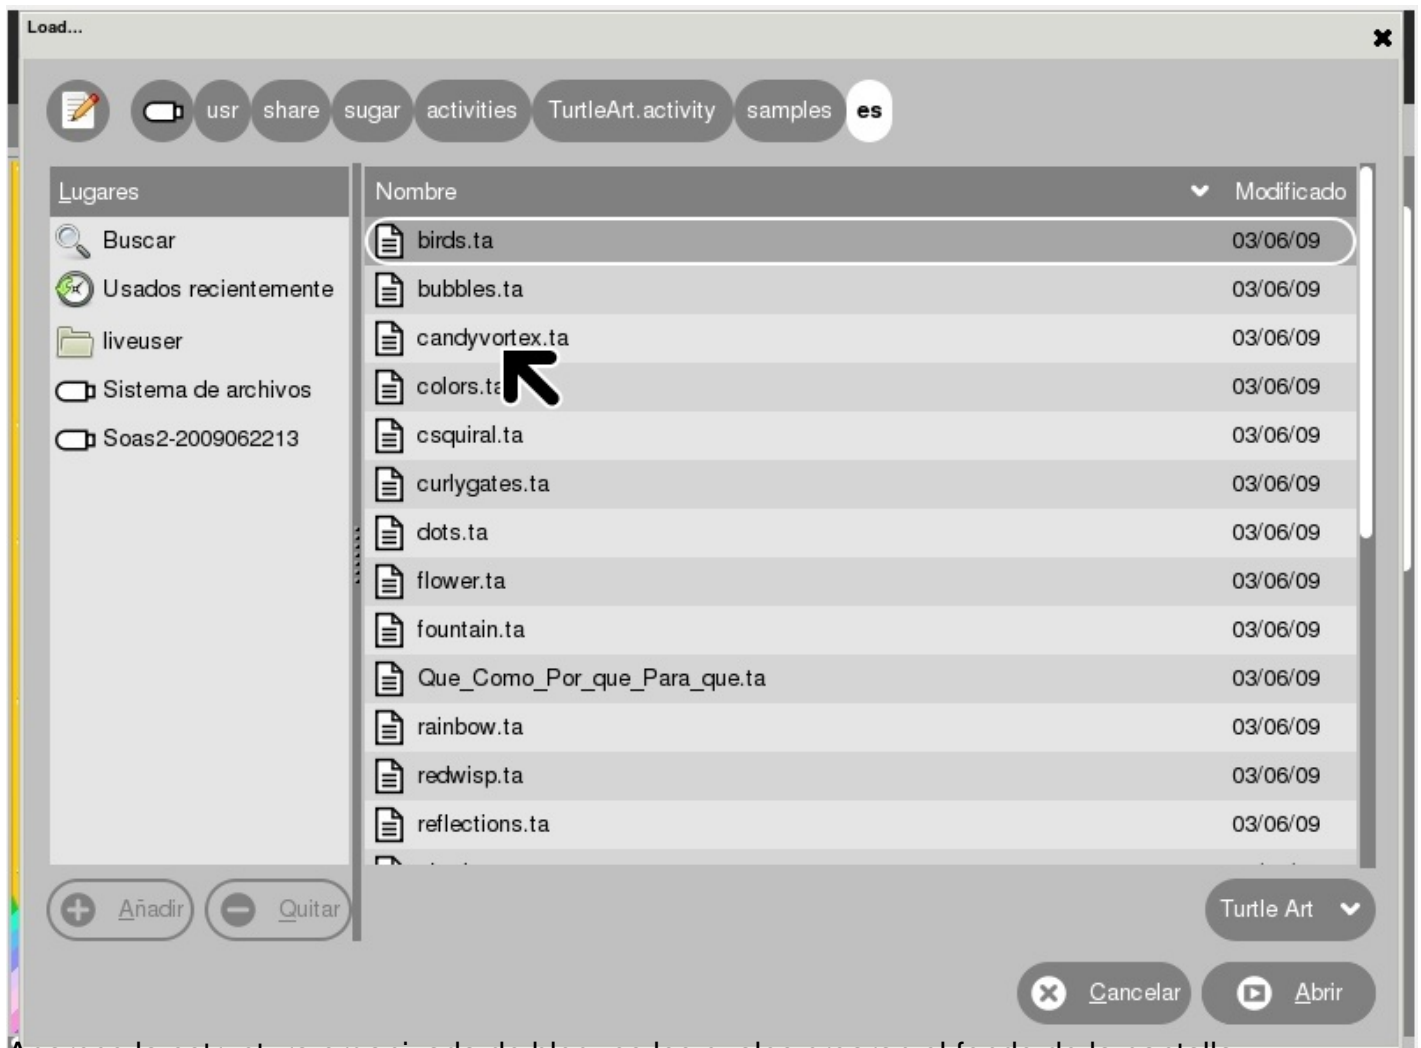 Load...
usr share sugar activities TurtleArt.activity samples es
Lugares
Buscar
Usados recientemente
liveuser
Sistema de archivos
Soas2-2009062213
Añadir Quitar
Nombre Modificado
birds.ta 03/06/09
bubbles.ta 03/06/09
candyvortex.ta 03/06/09
colors.ta 03/06/09
csquiral.ta 03/06/09
curlygates.ta 03/06/09
dots.ta 03/06/09
flower.ta 03/06/09
fountain.ta 03/06/09
Que_Como_Por_que_Para_que.ta 03/06/09
rainbow.ta 03/06/09
redwisp.ta 03/06/09
reflections.ta 03/06/09
Turtle Art
Cancelar Abrir